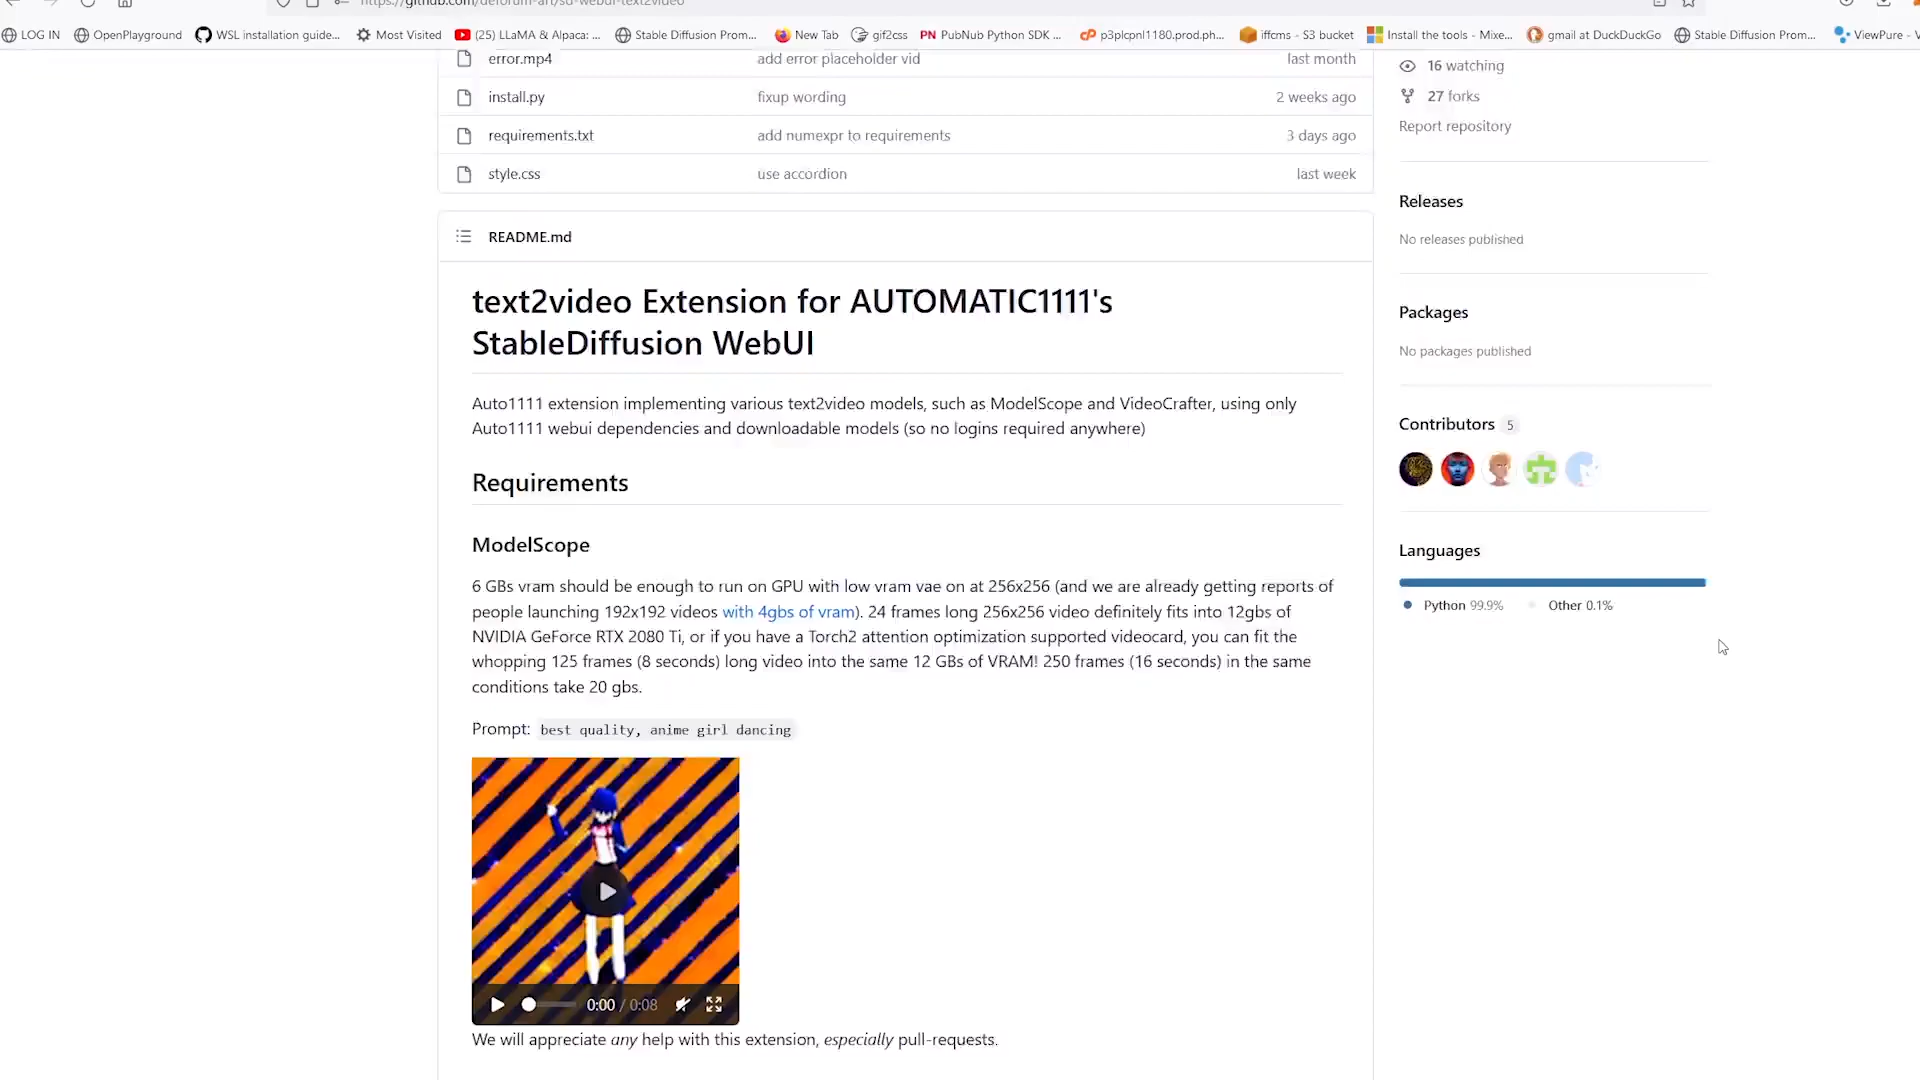 https://github.com/deforum-art/sd-webui-text2video
LOG IN
OpenPlayground
WSL installation guide...
Most Visited
(25) LLaMA & Alpaca: ...
Stable Diffusion Prom...
New Tab
gif2css
PN PubNub Python SDK ...
cP p3plcpnl1180.prod.ph...
iffcms - S3 bucket
Install the tools - Mixe...
gmail at DuckDuckGo
Stable Diffusion Prom...
ViewPure - V
error.mp4 add error placeholder vid last month
install.py fixup wording 2 weeks ago
requirements.txt add numexpr to requirements 3 days ago
style.css use accordion last week
README.md
text2video Extension for AUTOMATIC1111's
StableDiffusion WebUI
Auto1111 extension implementing various text2video models, such as ModelScope and VideoCrafter, using only
Auto1111 webui dependencies and downloadable models (so no logins required anywhere)
Requirements
ModelScope
6 GBs vram should be enough to run on GPU with low vram vae on at 256x256 (and we are already getting reports of
people launching 192x192 videos with 4gbs of vram). 24 frames long 256x256 video definitely fits into 12gbs of
NVIDIA GeForce RTX 2080 Ti, or if you have a Torch2 attention optimization supported videocard, you can fit the
whopping 125 frames (8 seconds) long video into the same 12 GBs of VRAM! 250 frames (16 seconds) in the same
conditions take 20 gbs.
Prompt: best quality, anime girl dancing
0:00 / 0:08
We will appreciate any help with this extension, especially pull-requests.
16 watching
27 forks
Report repository
Releases
No releases published
Packages
No packages published
Contributors 5
Languages
Python 99.9% Other 0.1%